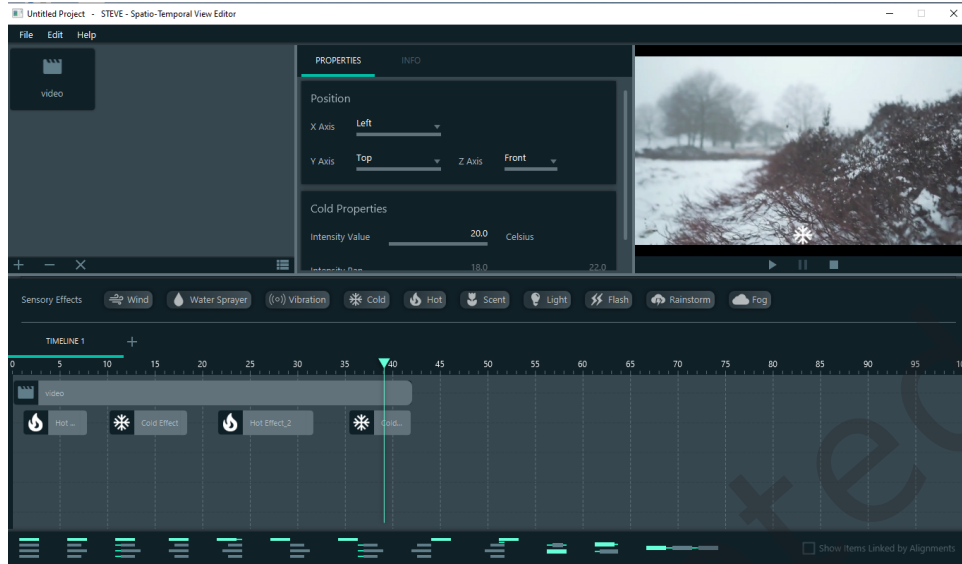 Untitled Project - STEVE - Spatio-Temporal View Editor
File Edit Help
video
PROPERTIES INFO
Position
X Axis Left
Y Axis Top Z Axis Front
Cold Properties
Intensity Value 20.0 Celsius
18.0 22.0
Sensory Effects Wind Water Sprayer Vibration Cold Hot Scent Light Flash Rainstorm Fog
TIMELINE 1
0 5 10 15 20 25 30 35 40 45 50 55 60 65 70 75 80 85 90 95
video
Hot ... Cold Effect Hot Effect_2 Cold...
Show Items Linked by Alignments